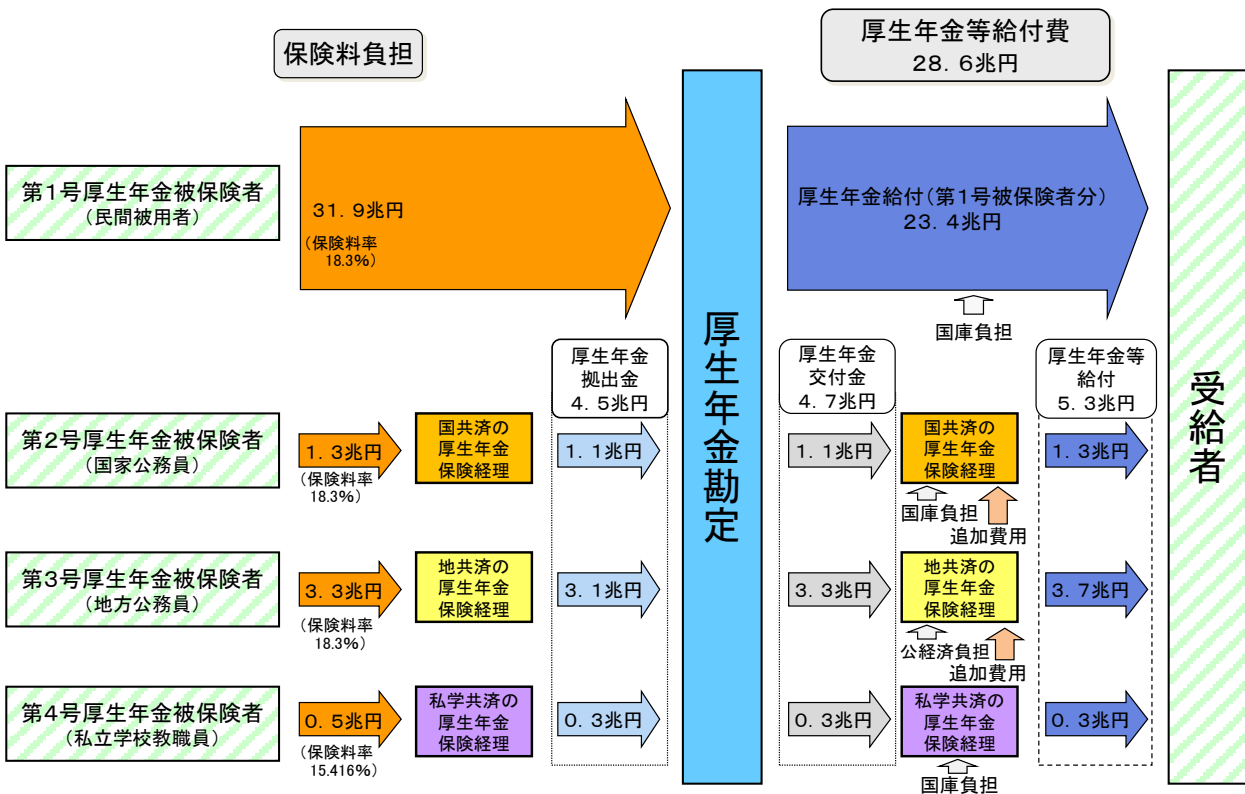 保険料負担
厚生年金等給付費
28.6兆円
第1号厚生年金被保険者
(民間被用者)
31.9兆円
(保険料率
18.3%)
厚生年金給付(第1号被保険者分)
23.4兆円
国庫負担
厚生年金勘定
受給者
厚生年金
拠出金
4.5兆円
厚生年金
交付金
4.7兆円
厚生年金等
給付
5.3兆円
第2号厚生年金被保険者
(国家公務員)
1.3兆円
(保険料率
18.3%)
国共済の
厚生年金
保険経理
1.1兆円
1.1兆円
国共済の
厚生年金
保険経理
1.3兆円
国庫負担
追加費用
第3号厚生年金被保険者
(地方公務員)
3.3兆円
(保険料率
18.3%)
地共済の
厚生年金
保険経理
3.1兆円
3.3兆円
地共済の
厚生年金
保険経理
3.7兆円
公経済負担
追加費用
第4号厚生年金被保険者
(私立学校教職員)
0.5兆円
(保険料率
15.416%)
私学共済の
厚生年金
保険経理
0.3兆円
0.3兆円
私学共済の
厚生年金
保険経理
0.3兆円
国庫負担